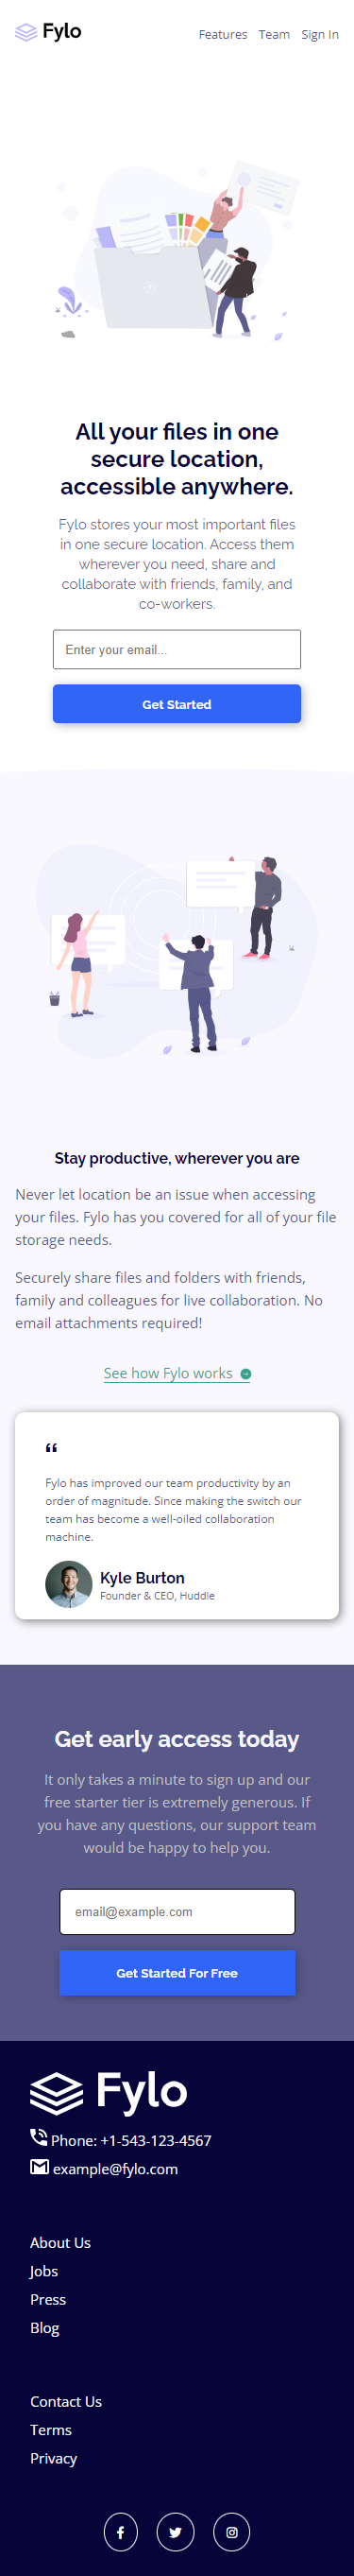 Fylo
Features Team Sign In
All your files in one
secure location,
accessible anywhere.
Fylo stores your most important files
in one secure location. Access them
wherever you need, share and
collaborate with friends, family, and
co-workers.
Enter your email...
Get Started
Stay productive, wherever you are
Never let location be an issue when accessing
your files. Fylo has you covered for all of your file
storage needs.
Securely share files and folders with friends,
family and colleagues for live collaboration. No
email attachments required!
See how Fylo works
“
Fylo has improved our team productivity by an
order of magnitude. Since making the switch our
team has become a well-oiled collaboration
machine.
Kyle Burton
Founder & CEO, Huddle
Get early access today
It only takes a minute to sign up and our
free starter tier is extremely generous. If
you have any questions, our support team
would be happy to help you.
email@example.com
Get Started For Free
Fylo
Phone: +1-543-123-4567
example@fylo.com
About Us
Jobs
Press
Blog
Contact Us
Terms
Privacy